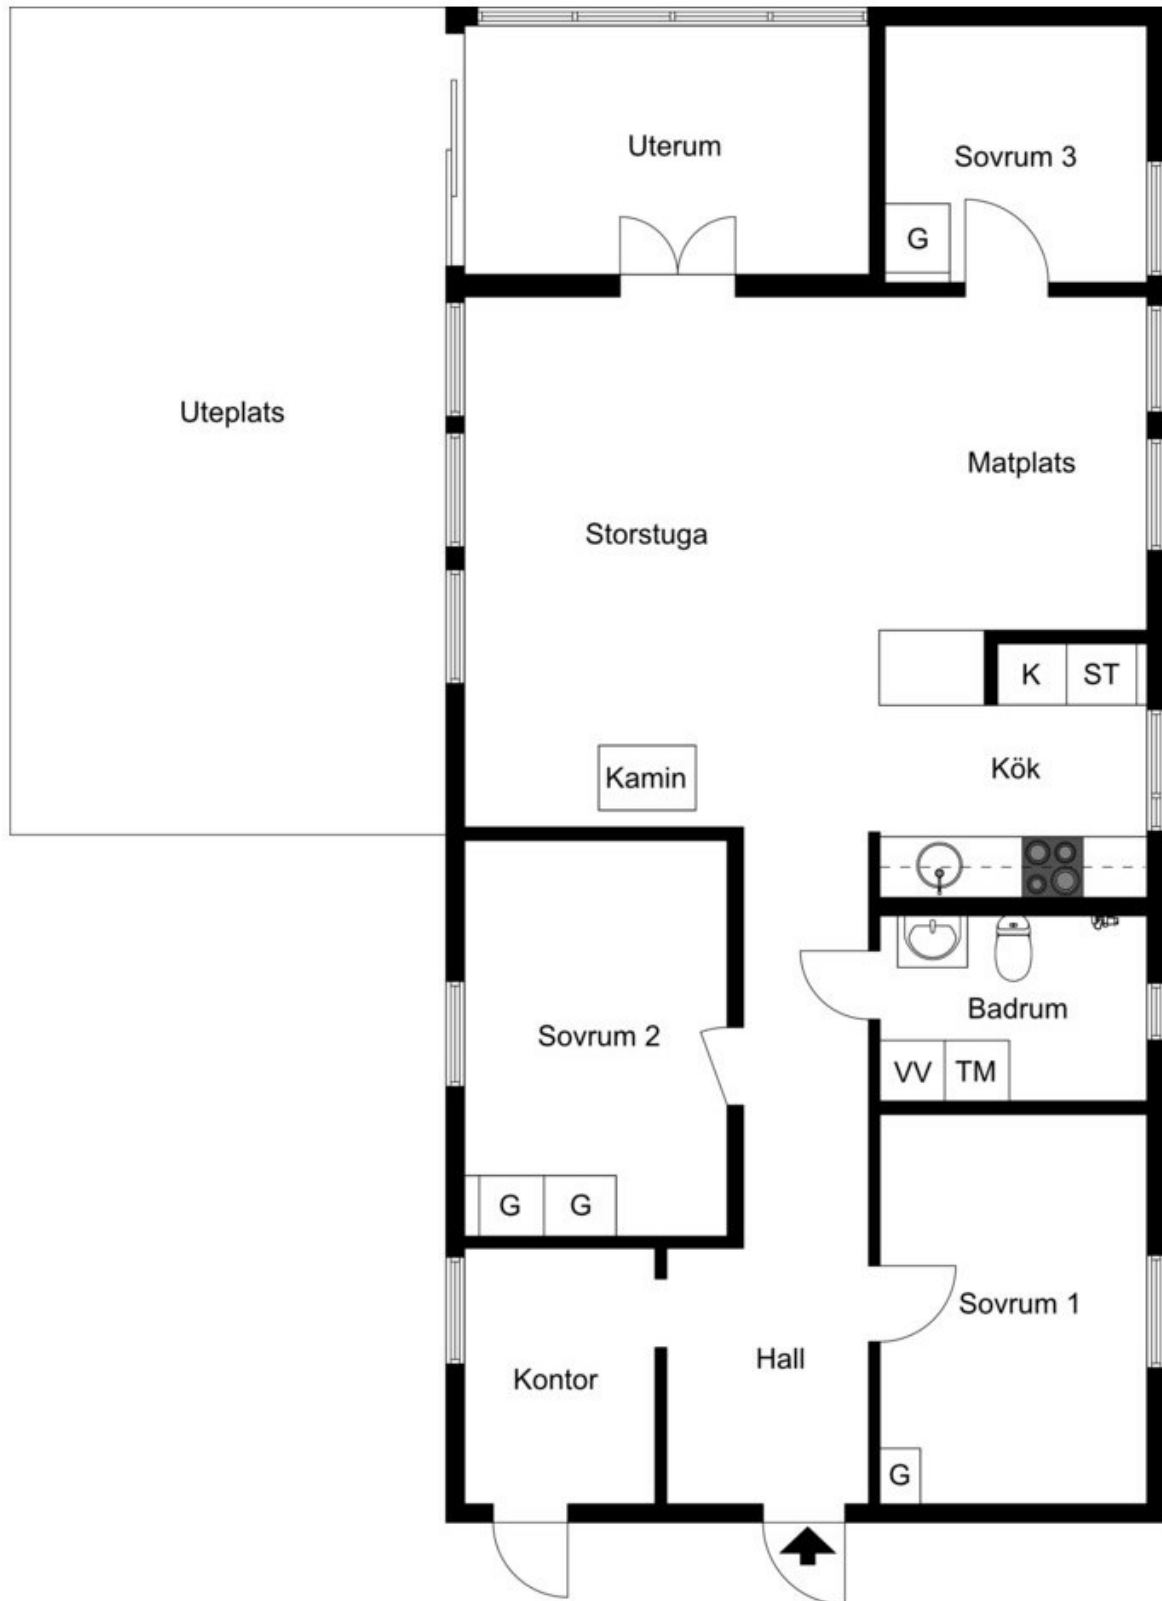 Uterum
Sovrum 3
G
Uteplats
Matplats
Storstuga
K
ST
Kamin
Kök
Sovrum 2
Badrum
VV
TM
G
G
Sovrum 1
Hall
Kontor
G